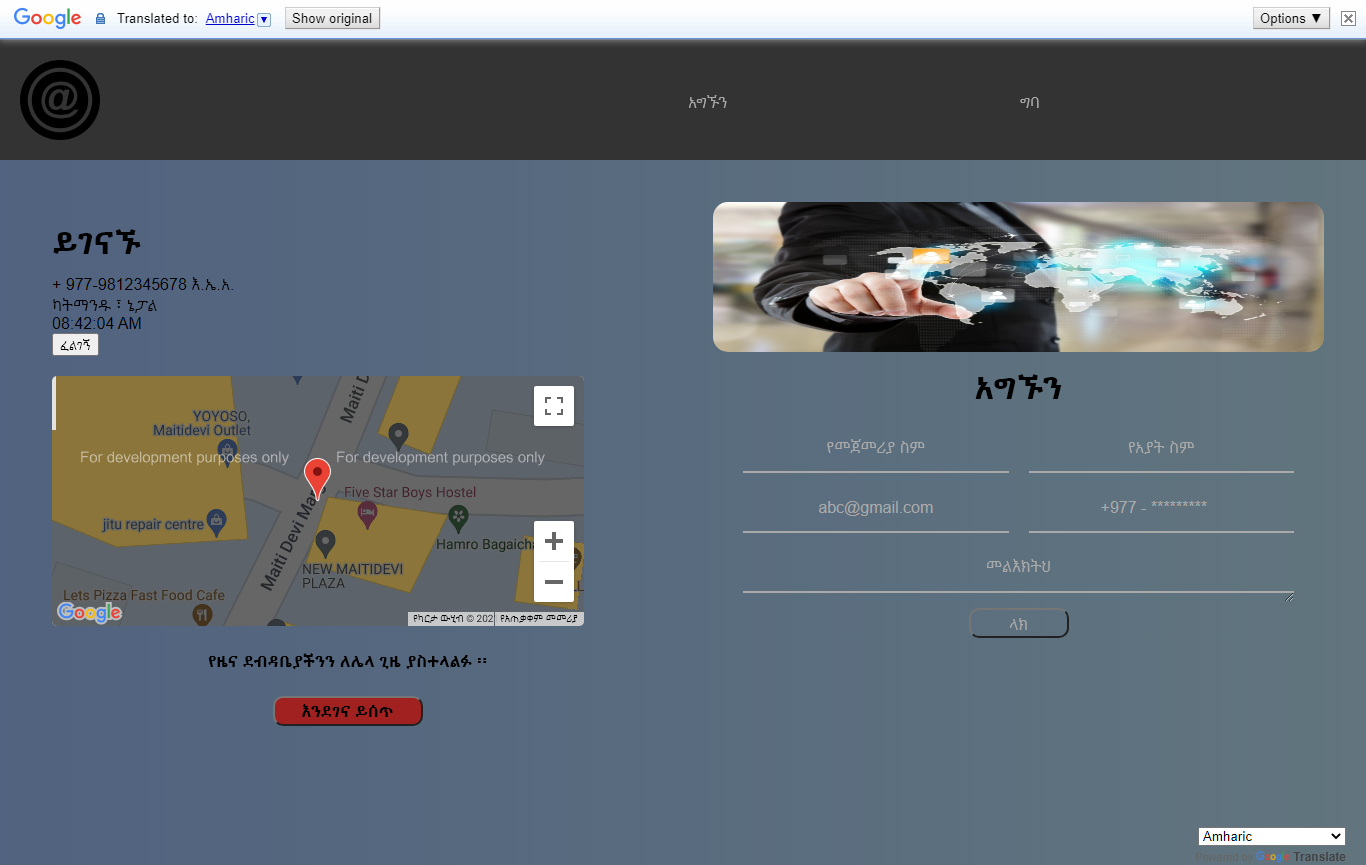 Google Translated to: Amharic ▼ Show original Options ▼
@
አግኙን ግባ
ይገናኙ
+ 977-9812345678 እ.ኤ.አ.
ካትማንዱ ፣ ኔፓል
08:42:04 AM
ፈልገኝ
Maiti D
YOYOSO,
Maitidevi Outlet
For development purposes only For development purposes only
Five Star Boys Hostel
jitu repair centre
Maiti Devi Marg
Hamro Bagaicha
NEW MAITIDEVI
PLAZA
Lets Pizza Fast Food Cafe
Google
የካርታ ውሂብ © 202 የአጠቃቀም መመሪያ
የዜና ደብዳቤያችንን ለሌላ ጊዜ ያስተላልፉ ።
እንደገና ይሰጥ
አግኙን
የመጀመሪያ ስም የአያት ስም
abc@gmail.com +977 - *********
መልእክትህ
ላክ
Amharic
Powered by Google Translate